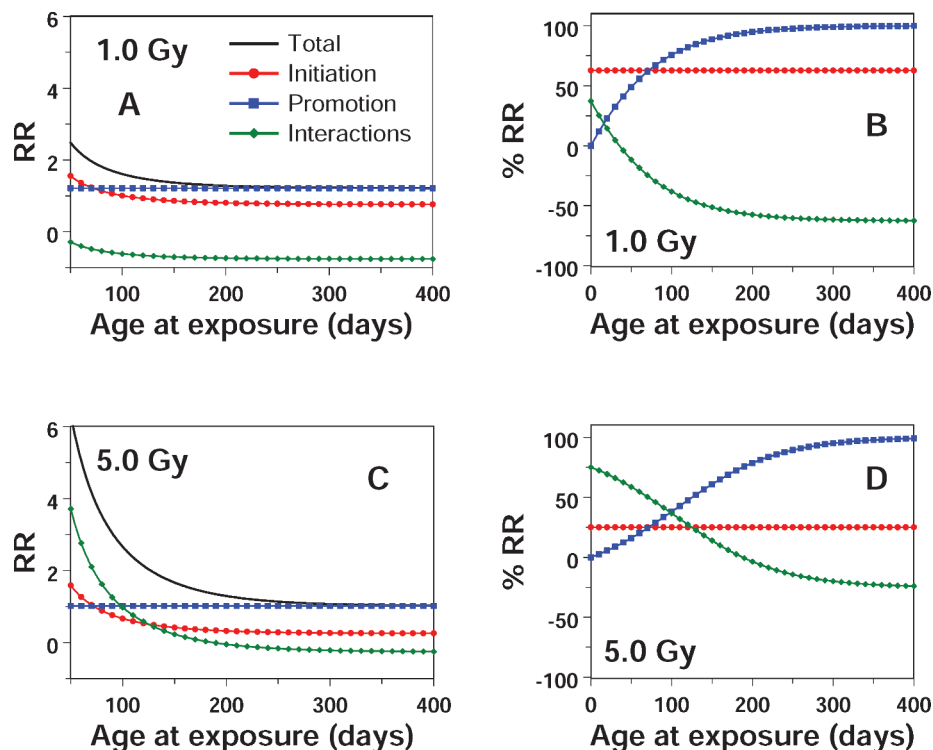 6
4
2
0
RR
1.0 Gy
A
Total
Initiation
Promotion
Interactions
100 200 300 400
Age at exposure (days)
100
50
0
-50
-100
% RR
B
1.0 Gy
0 100 200 300 400
Age at exposure (days)
6
4
2
0
RR
5.0 Gy
C
100 200 300 400
Age at exposure (days)
100
50
0
-50
-100
% RR
D
5.0 Gy
0 100 200 300 400
Age at exposure (days)